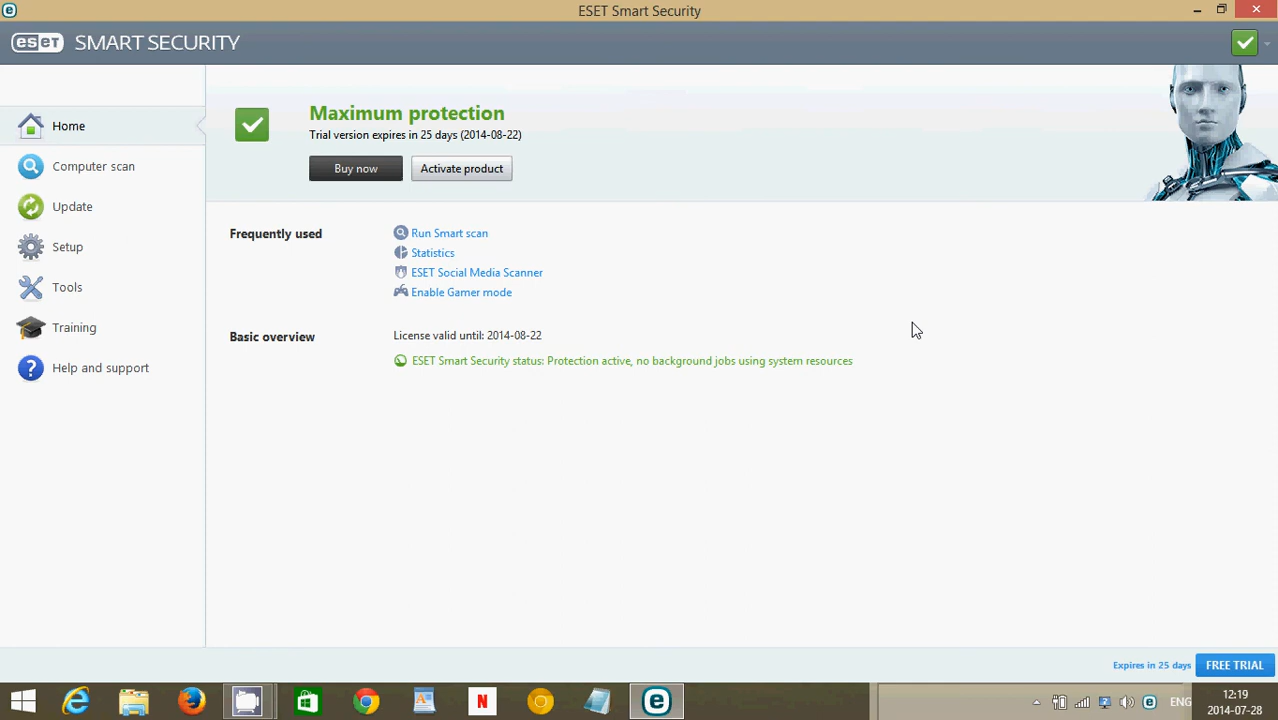 ESET Smart Security
eset SMART SECURITY
Home
Computer scan
Update
Setup
Tools
Training
Help and support
Maximum protection
Trial version expires in 25 days (2014-08-22)
Buy now
Activate product
Frequently used
Run Smart scan
Statistics
ESET Social Media Scanner
Enable Gamer mode
Basic overview
License valid until: 2014-08-22
ESET Smart Security status: Protection active, no background jobs using system resources
Expires in 25 days
FREE TRIAL
N
ENG
12:19
2014-07-28